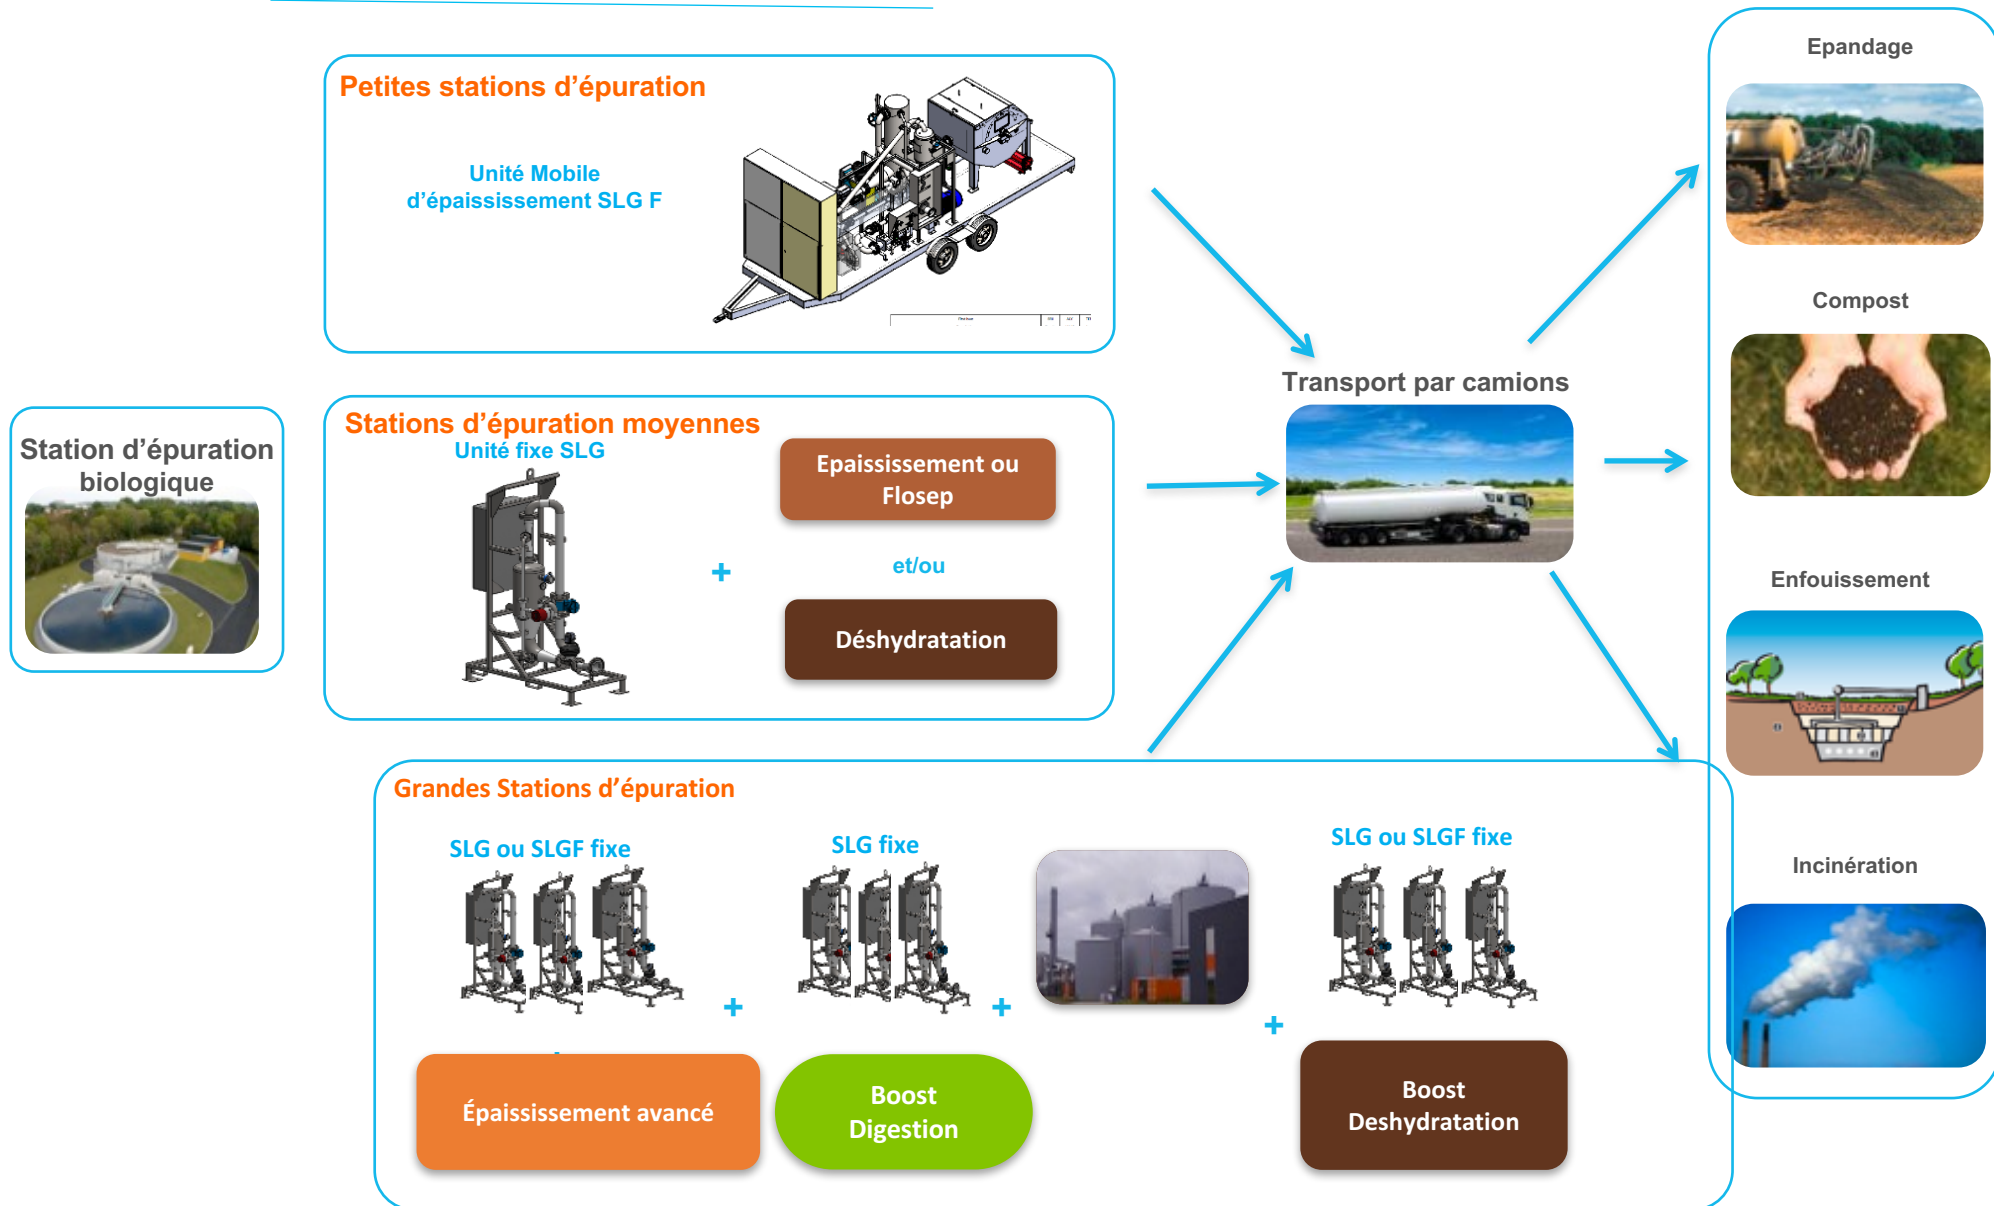 Petites stations d’épuration
Unité Mobile
d’épaississement SLG F
Station d’épuration
biologique
Stations d’épuration moyennes
Unité fixe SLG
+
Epaississement ou
Flosep
et/ou
Déshydratation
Transport par camions
Grandes Stations d’épuration
SLG ou SLGF fixe
+
Épaississement avancé
SLG fixe
+
Boost
Digestion
+
SLG ou SLGF fixe
Boost
Deshydratation
Epandage
Compost
Enfouissement
Incinération